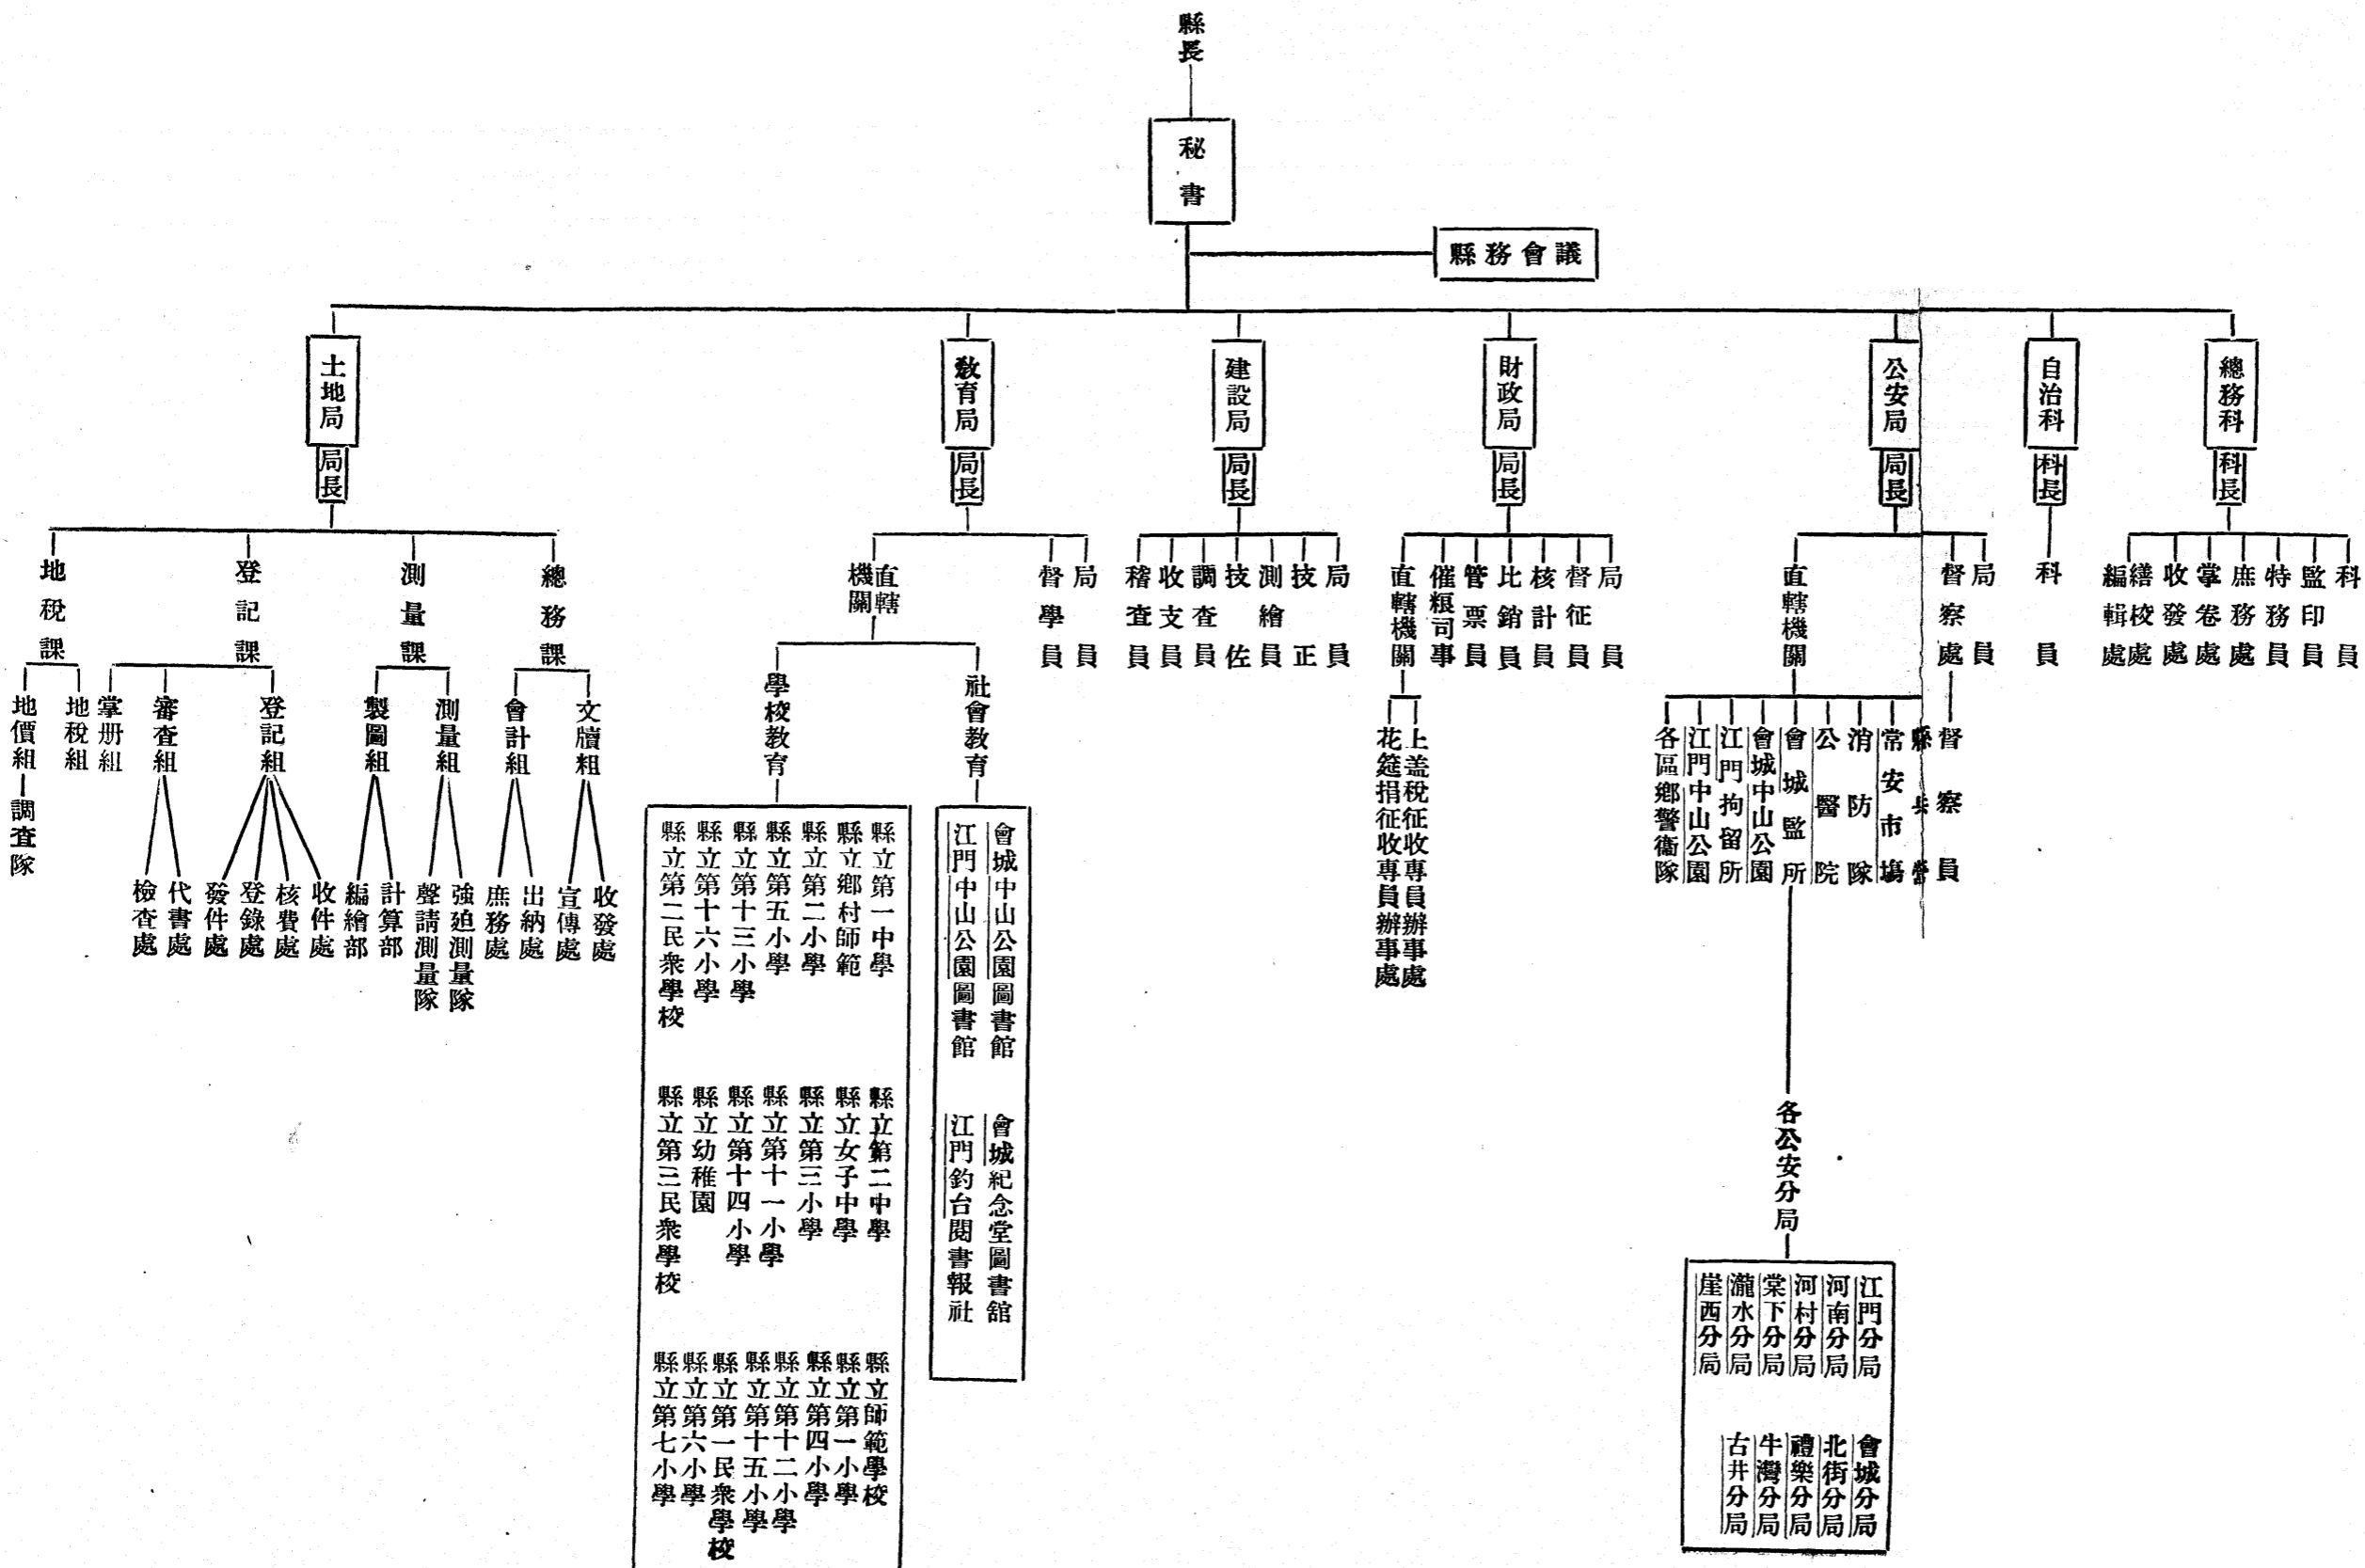 縣長
秘書
縣務會議
總務科
科長
科員
監印員
特務員
庶務處
掌卷處
收發處
繕校處
編輯處
自治科
科長
科員
公安局
局長
局員
督察處
督察員
直轄機關
縣兵營
常安市塲
消防隊
公醫院
會城監所
會城中山公園
江門拘留所
江門中山公園
各區鄉警衞隊
各公安分局
江門分局
河南分局
河村分局
棠下分局
瀧水分局
崖西分局
會城分局
北街分局
禮樂分局
牛灣分局
古井分局
財政局
局長
局員
督征員
核計員
比銷員
管票員
催粮司事
直轄機關
上盖稅征收專員辦事處
花筵捐征收專員辦事處
建設局
局長
局員
技正
測繪員
技佐
調查員
收支員
稽查員
敎育局
局長
局員
督學員
直轄機關
社會敎育
會城中山公園圖書館
江門中山公園圖書館
會城紀念堂圖書舘
江門釣台閱書報社
學校敎育
縣立第一中學
縣立鄉村師範
縣立第二小學
縣立第五小學
縣立第十三小學
縣立第十六小學
縣立第二民衆學校
縣立第二中學
縣立女子中學
縣立第三小學
縣立第十一小學
縣立第十四小學
縣立幼稚園
縣立第三民衆學校
縣立師範學校
縣立第一小學
縣立第四小學
縣立第十二小學
縣立第十五小學
縣立第一民衆學校
縣立第六小學
縣立第七小學
土地局
局長
總務課
文牘粗
收發處
宣傳處
會計組
出納處
庶務處
測量課
測量組
強廹測量隊
聲請測量隊
製圖組
計算部
編繪部
登記課
登記組
收件處
核費處
登錄處
發件處
審查組
代書處
檢查處
掌册組
地稅課
地稅組
地價組
調查隊